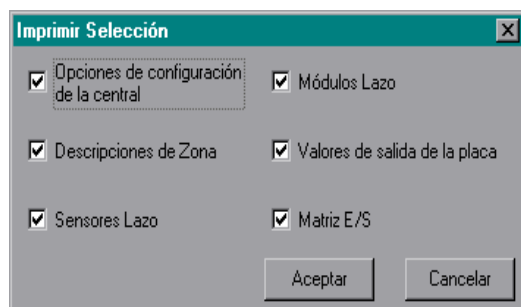 Imprimir Selección
Opciones de configuración
de la central
Módulos Lazo
Descripciones de Zona
Valores de salida de la placa
Sensores Lazo
Matriz E/S
Aceptar
Cancelar